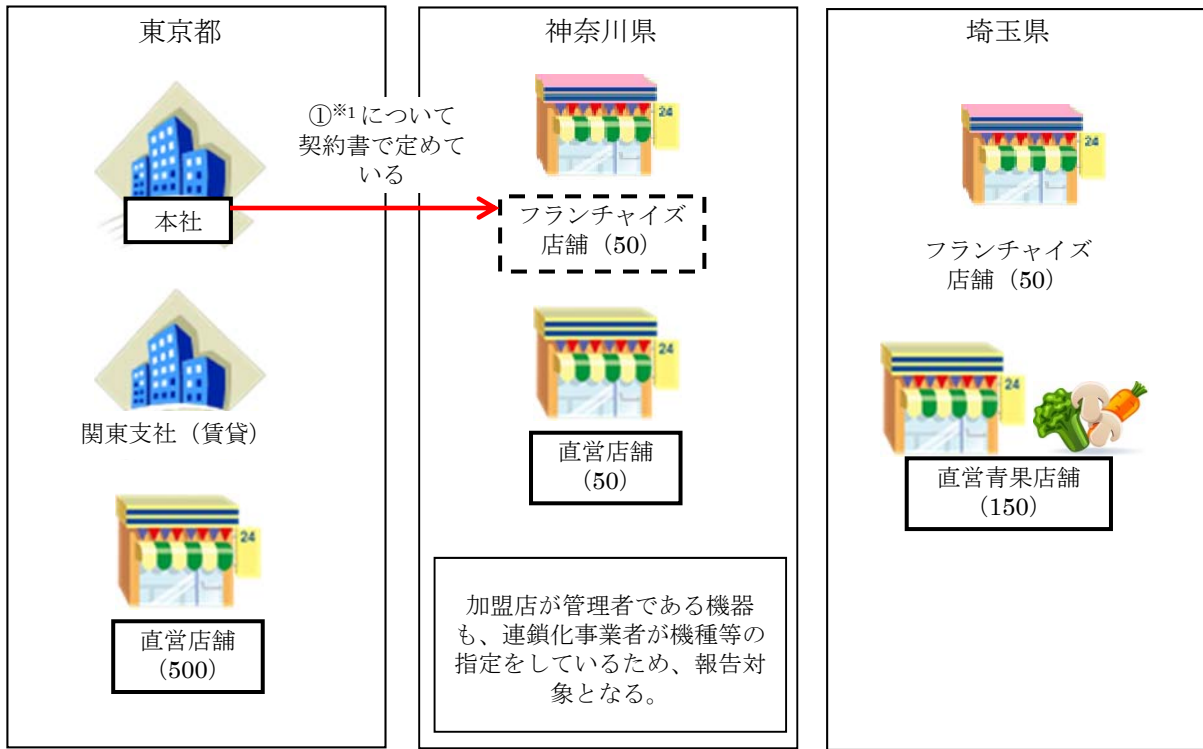 東京都
①※1について
契約書で定めて
いる
本社
関東支社（賃貸）
24
直営店舗
(500)
神奈川県
24
フランチャイズ
店舗（50）
24
直営店舗
(50)
加盟店が管理者である機器
も、連鎖化事業者が機種等の
指定をしているため、報告対
象となる。
埼玉県
24
フランチャイズ
店舗（50）
24
直営青果店舗
（150）